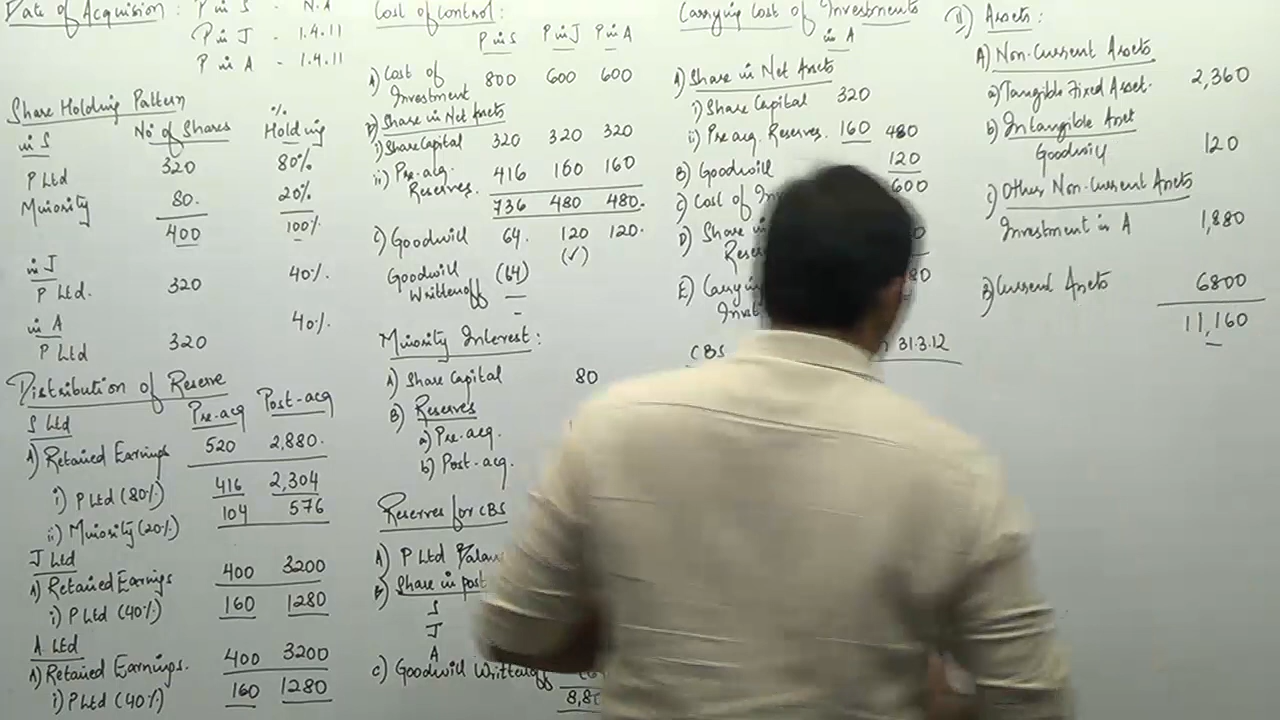 Date of Acquision : P in S - N.A
P in J - 1.4.11
P in A - 1.4.11
Share Holding Pattern
No of Shares % Holding
in S
P Ltd 320 80%
Minority 80. 20%
400 100%
in J
P Ltd. 320 40%
in A
P Ltd 320 40%
Distribution of Reserve
S Ltd Pre-acq Post-acq
A) Retained Earnings 520 2,880.
i) P Ltd (80%) 416 2,304
ii) Minority (20%) 104 576
J Ltd
A) Retained Earnings 400 3200
i) P Ltd (40%) 160 1280
A Ltd
A) Retained Earnings. 400 3200
i) P Ltd (40%) 160 1280
Cost of Control :
P in S P in J P in A
A) Cost of Investment 800 600 600
B) Share in Net Assets
i) Share Capital 320 320 320
ii) Pre-acq. Reserves. 416 160 160
736 480 480.
C) Goodwill 64. 120 120.
Goodwill Written off (64) (✓)
Minority Interest :
A) Share Capital 80
B) Reserves
a) Pre-acq.
b) Post-acq.
Reserves for CBS
A) P Ltd
B) Share in post
S
J
A
C) Goodwill Written off
Carrying Cost of Investments
in A
A) Share in Net Assets
i) Share Capital 320
ii) Pre acq. Reserves. 160 480
B) Goodwill 120
C) Cost of 600
D) Share in
E)
CBS 31.3.12
II) Assets :
A) Non-Current Assets
a) Tangible Fixed Asset. 2,360
b) Intangible Asset
Goodwill 120
c) Other Non-Current Assets
Investment in A 1,880
B) Current Assets 6800
11,160